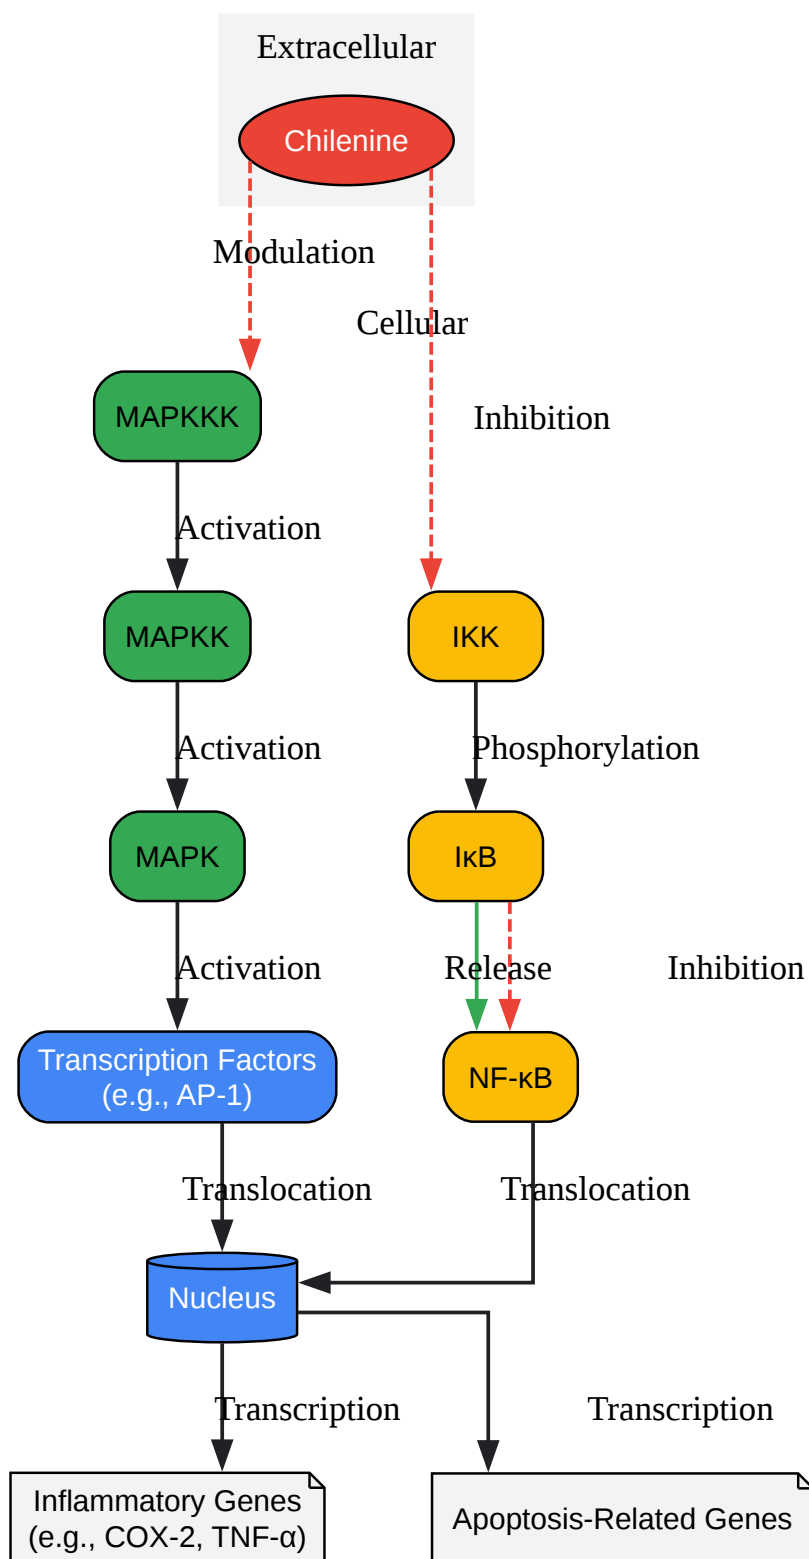 Extracellular
Chilenine
Modulation
Cellular
MAPKKK
Inhibition
Activation
MAPKK
IKK
Activation
Phosphorylation
MAPK
IκB
Activation
Release
Inhibition
Transcription Factors
(e.g., AP-1)
NF-κB
Translocation
Translocation
Nucleus
Transcription
Transcription
Inflammatory Genes
(e.g., COX-2, TNF-α)
Apoptosis-Related Genes